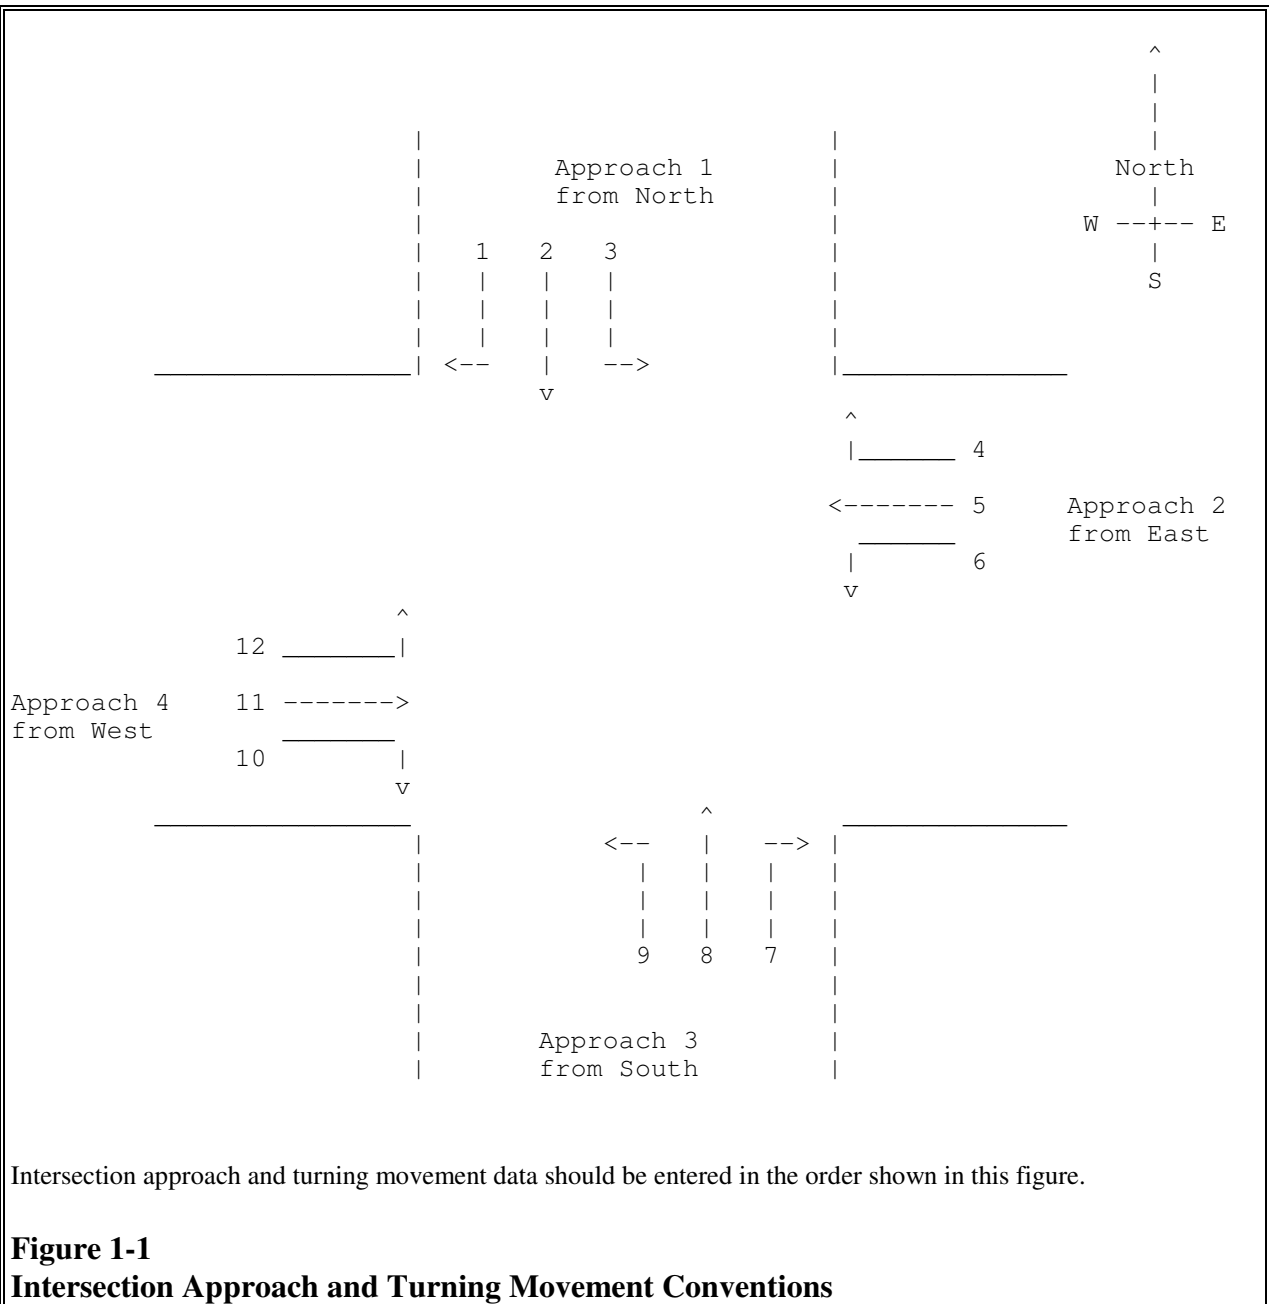 North
W --+-- E
S
Approach 1
from North
1 2 3
<-- -->
4
<------- 5
6
Approach 2
from East
12
Approach 4
from West
11 ------->
10
<-- -->
9 8 7
Approach 3
from South
Intersection approach and turning movement data should be entered in the order shown in this figure.
Figure 1-1
Intersection Approach and Turning Movement Conventions